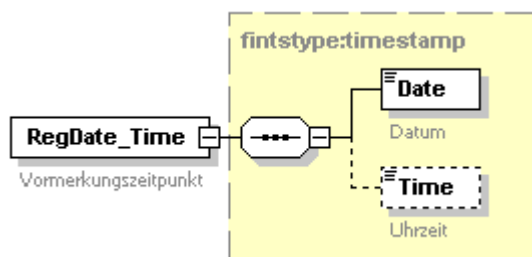 fintstype:timestamp
Date
Datum
RegDate_Time
Vormerkungszeitpunkt
Time
Uhrzeit